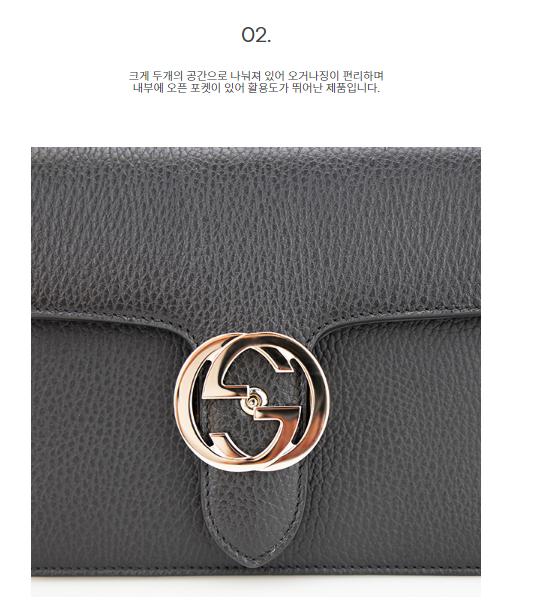 02.
크게 두개의 공간으로 나눠져 있어 오거나징이 편리하며
내부에 오픈 포켓이 있어 활용도가 뛰어난 제품입니다.